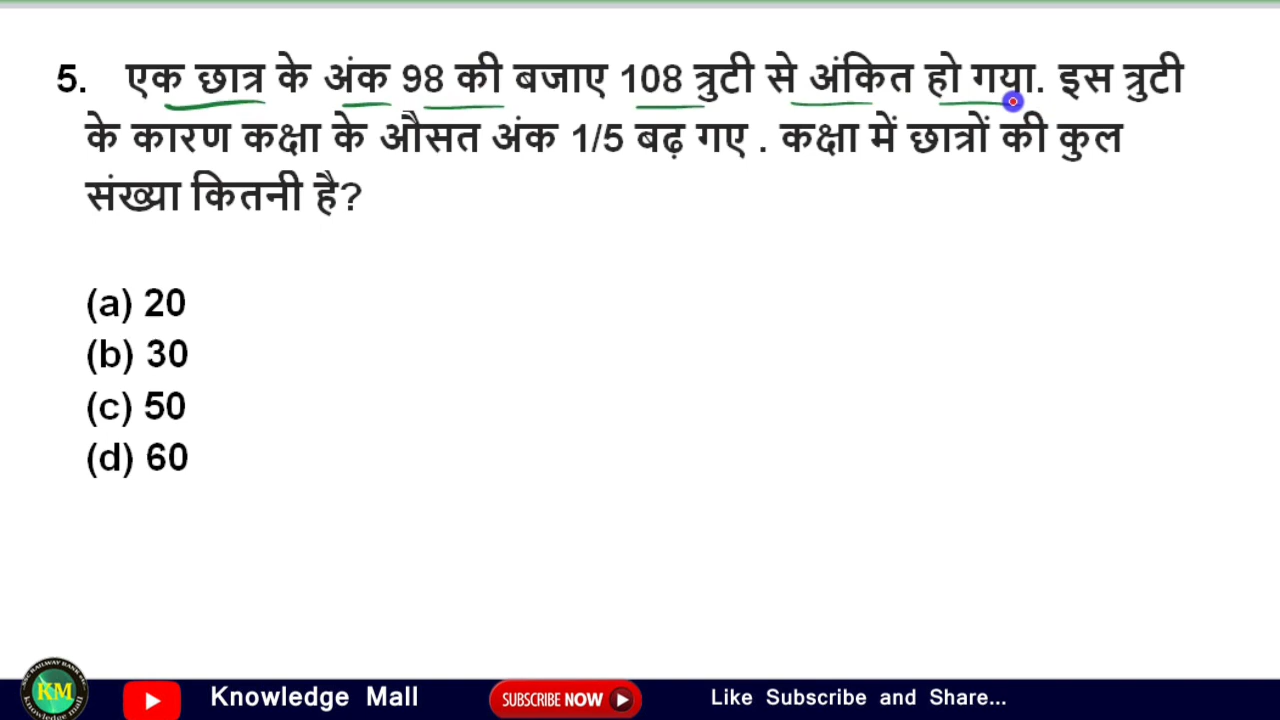 5. एक छात्र के अंक 98 की बजाए 108 त्रुटी से अंकित हो गया. इस त्रुटी
के कारण कक्षा के औसत अंक 1/5 बढ़ गए . कक्षा में छात्रों की कुल
संख्या कितनी है?
(a) 20
(b) 30
(c) 50
(d) 60
KM
Knowledge Mall
SUBSCRIBE NOW
Like Subscribe and Share...